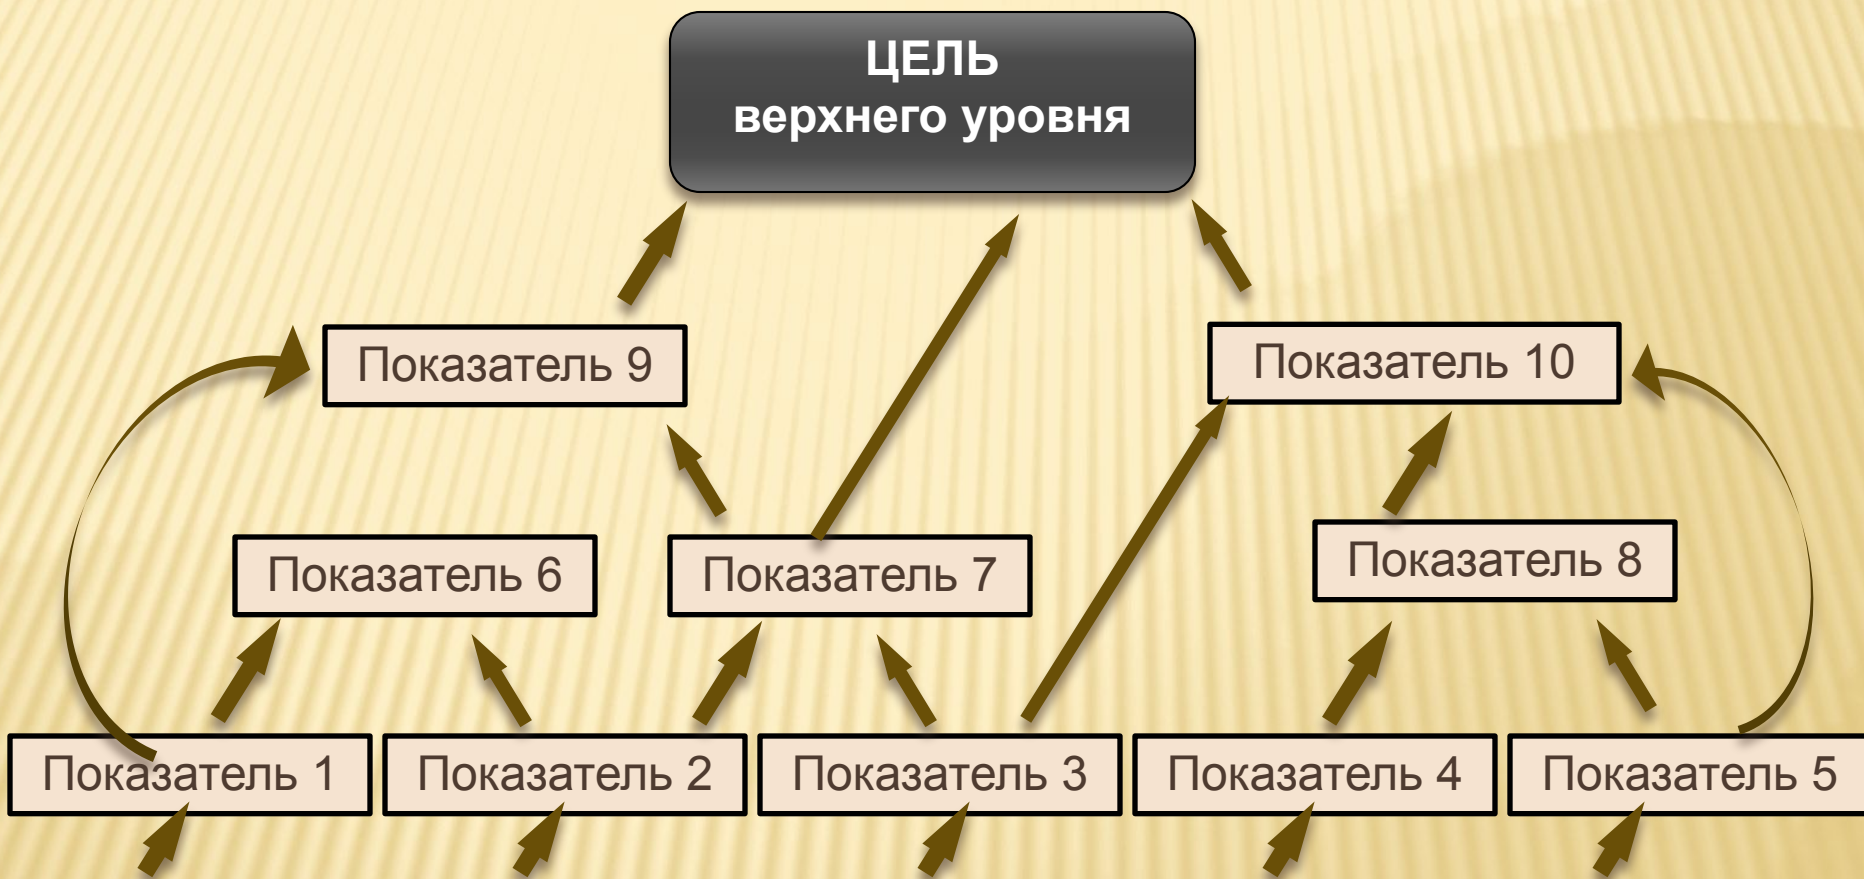 ЦЕЛЬ
верхнего уровня
Показатель 9
Показатель 10
Показатель 6
Показатель 7
Показатель 8
Показатель 1
Показатель 2
Показатель 3
Показатель 4
Показатель 5